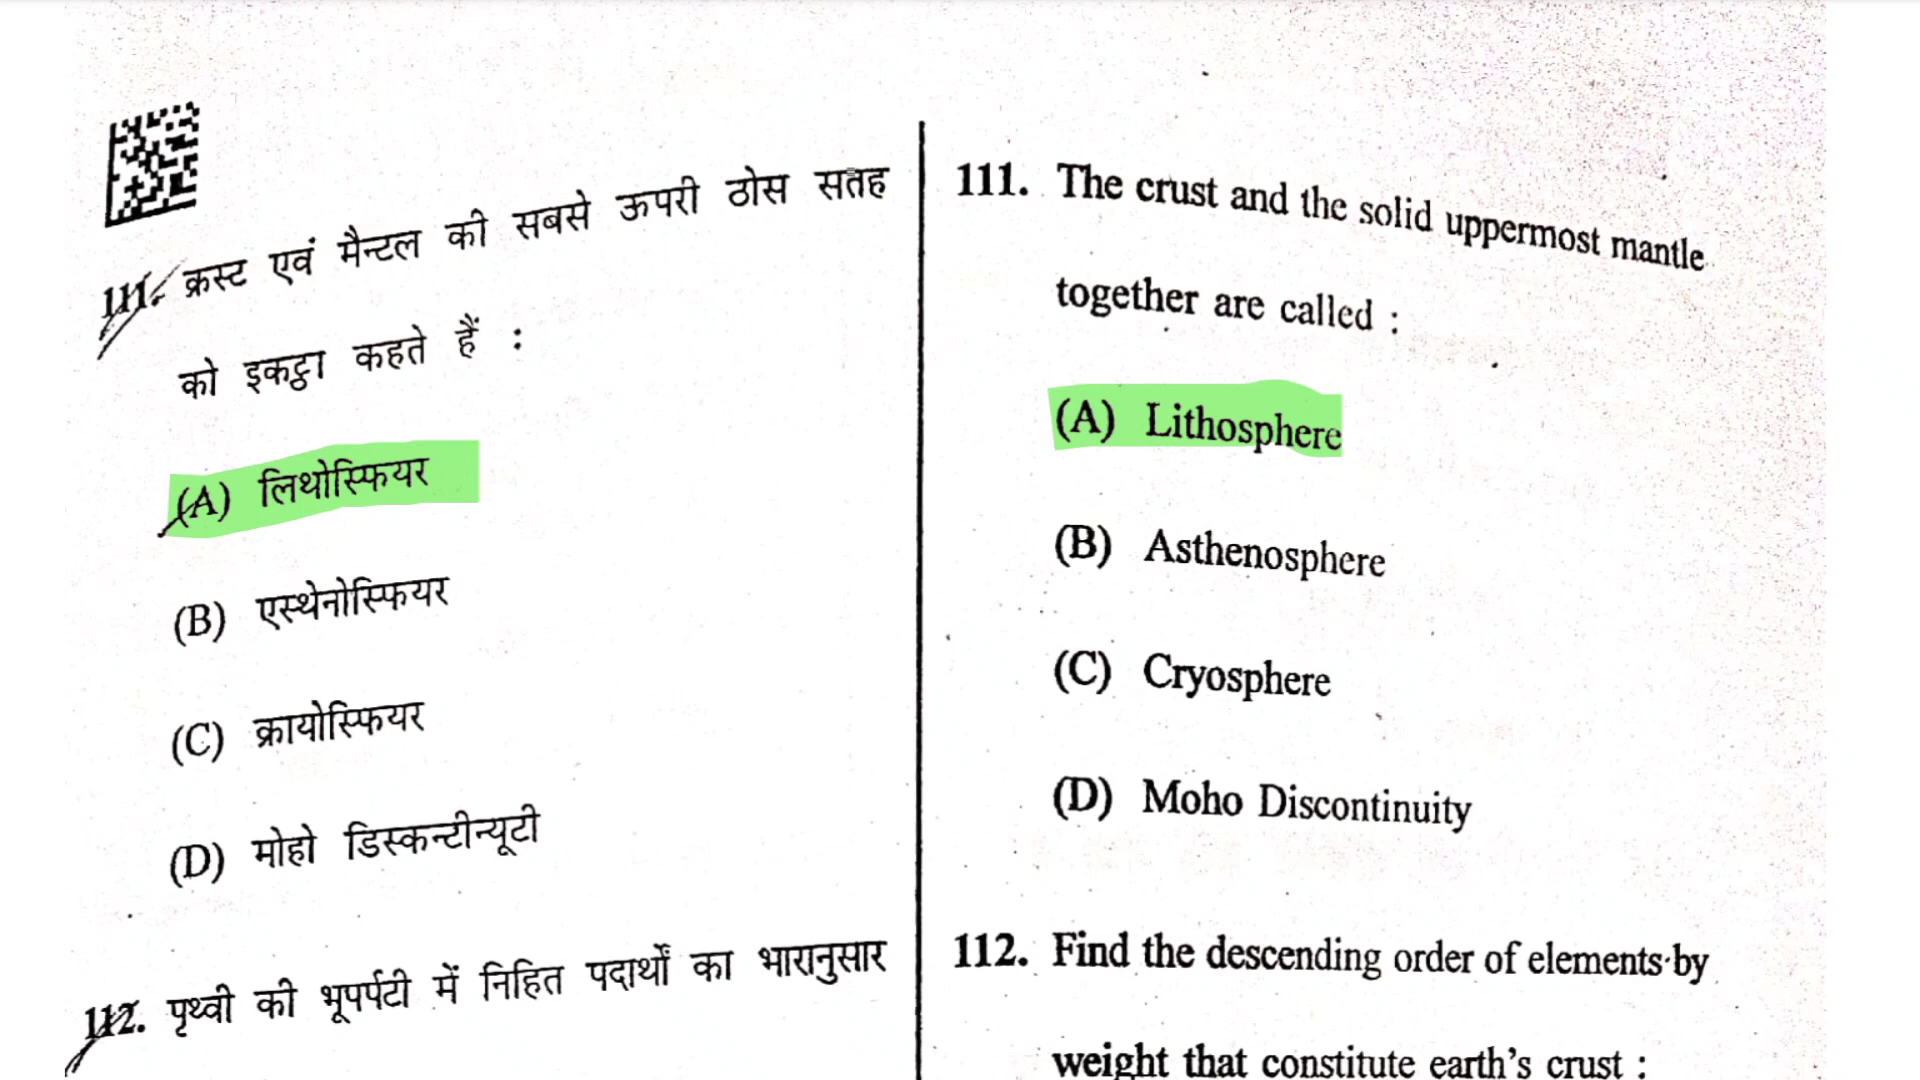 111. क्रस्ट एवं मैन्टल की सबसे ऊपरी ठोस सतह
को इकट्ठा कहते हैं :
(A) लिथोस्फियर
(B) एस्थेनोस्फियर
(C) क्रायोस्फियर
(D) मोहो डिस्कन्टीन्यूटी
112. पृथ्वी की भूपर्पटी में निहित पदार्थों का भारानुसार
111. The crust and the solid uppermost mantle
together are called :
(A) Lithosphere
(B) Asthenosphere
(C) Cryosphere
(D) Moho Discontinuity
112. Find the descending order of elements by
weight that constitute earth's crust :